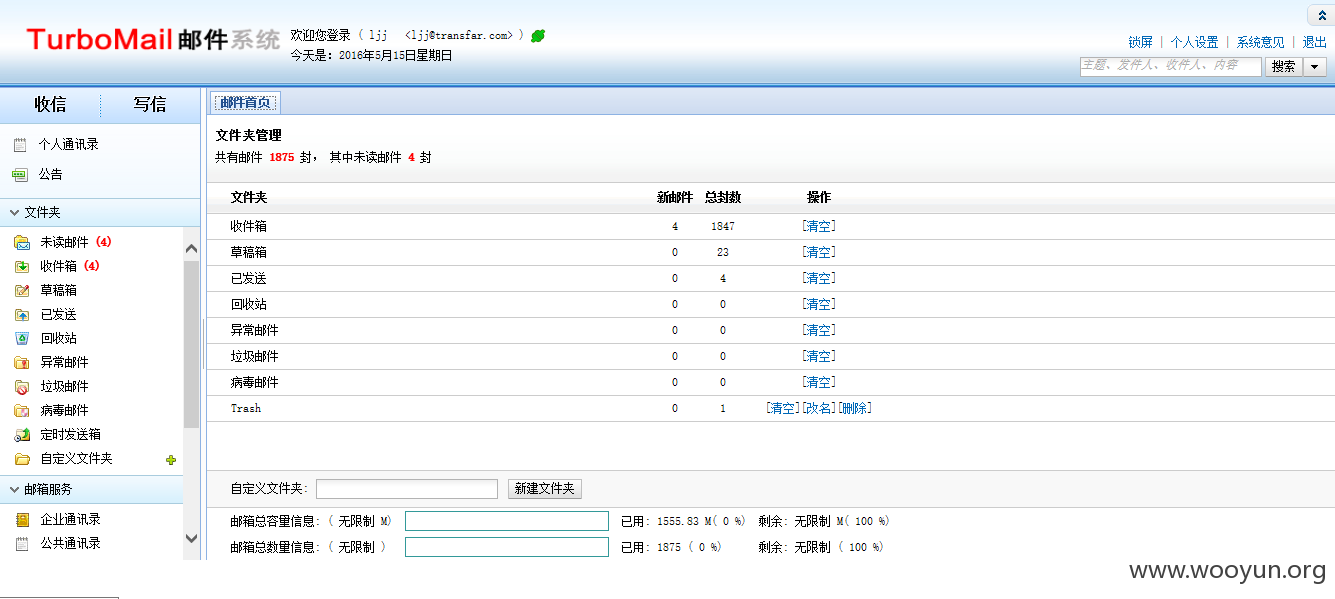 TurboMail 邮件系统
欢迎您登录 ( ljj <ljj@transfar.com> )
今天是: 2016年5月15日星期日
锁屏 | 个人设置 | 系统意见 | 退出
主题、发件人、收件人、内容 搜索
收信 写信
个人通讯录
公告
文件夹
未读邮件 (4)
收件箱 (4)
草稿箱
已发送
回收站
异常邮件
垃圾邮件
病毒邮件
定时发送箱
自定义文件夹
邮箱服务
企业通讯录
公共通讯录
邮件首页
文件夹管理
共有邮件 1875 封, 其中未读邮件 4 封
文件夹 新邮件 总封数 操作
收件箱 4 1847 [清空]
草稿箱 0 23 [清空]
已发送 0 4 [清空]
回收站 0 0 [清空]
异常邮件 0 0 [清空]
垃圾邮件 0 0 [清空]
病毒邮件 0 0 [清空]
Trash 0 1 [清空][改名][删除]
自定义文件夹: 新建文件夹
邮箱总容量信息: ( 无限制 M) 已用: 1555.83 M( 0 %) 剩余: 无限制 M( 100 %)
邮箱总数量信息: ( 无限制 ) 已用: 1875 ( 0 %) 剩余: 无限制 ( 100 %)
www.wooyun.org